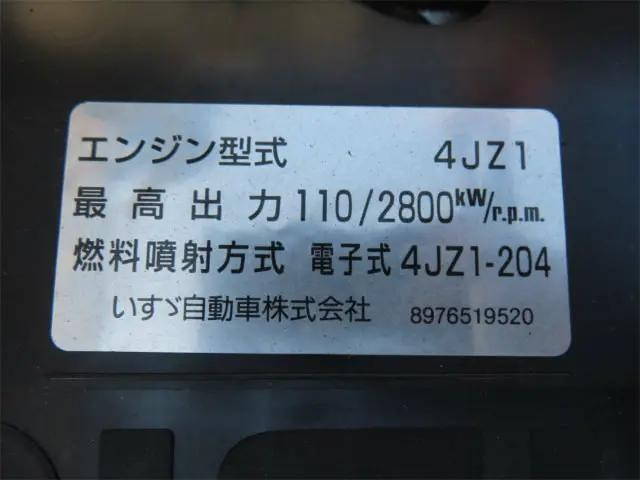 エンジン型式 4JZ1
最高出力 110/2800kW/r.p.m.
燃料噴射方式 電子式 4JZ1-204
いすゞ自動車株式会社 8976519520